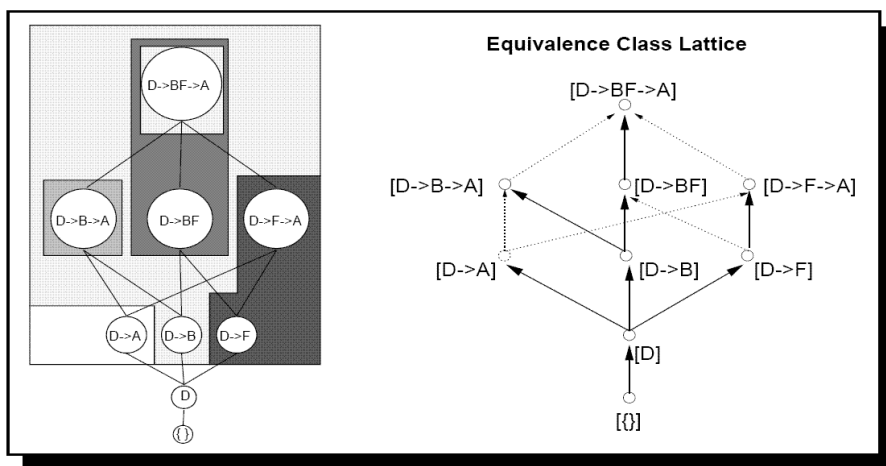 D->BF->A
D->B->A
D->BF
D->F->A
D->A
D->B
D->F
D
{}
Equivalence Class Lattice
[D->BF->A]
[D->B->A]
[D->BF]
[D->F->A]
[D->A]
[D->B]
[D->F]
[D]
[{}]